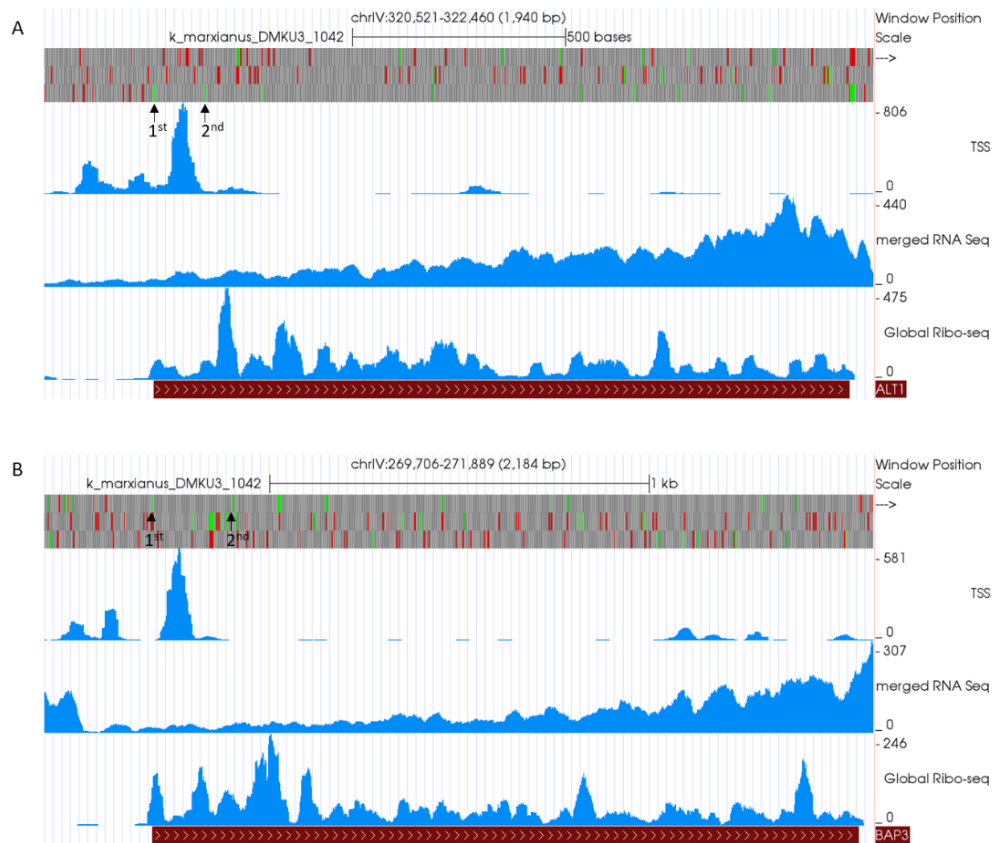 A
chrIV:320,521-322,460 (1,940 bp)
Window Position
k_marxianus_DMKU3_1042
500 bases
Scale
--->
1st
2nd
- 806
TSS
_ 0
- 440
merged RNA Seq
_ 0
- 475
Global Ribo-seq
_ 0
ALT1
B
chrIV:269,706-271,889 (2,184 bp)
Window Position
k_marxianus_DMKU3_1042
1 kb
Scale
--->
1st
2nd
- 581
TSS
_ 0
- 307
merged RNA Seq
_ 0
- 246
Global Ribo-seq
_ 0
BAP3